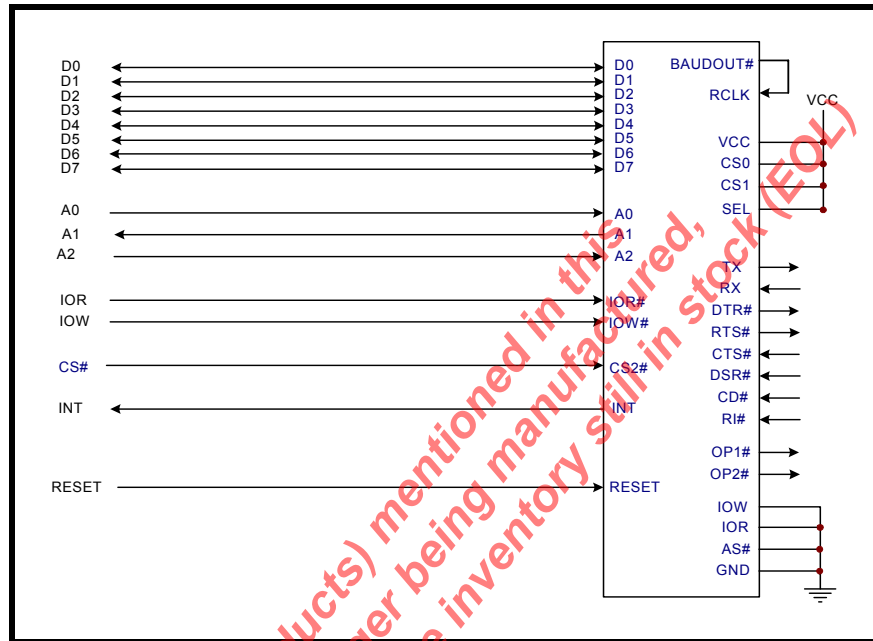 D0
D1
D2
D3
D4
D5
D6
D7
A0
A1
A2
IOR
IOW
CS#
INT
RESET
D0
D1
D2
D3
D4
D5
D6
D7
A0
A1
A2
IOR#
IOW#
CS2#
INT
RESET
BAUDOUT#
RCLK
VCC
VCC
CS0
CS1
SEL
TX
RX
DTR#
RTS#
CTS#
DSR#
CD#
RI#
OP1#
OP2#
IOW
IOR
AS#
GND
ducts) mentioned in this
ger being manufactured,
e inventory still in stock (EOL)